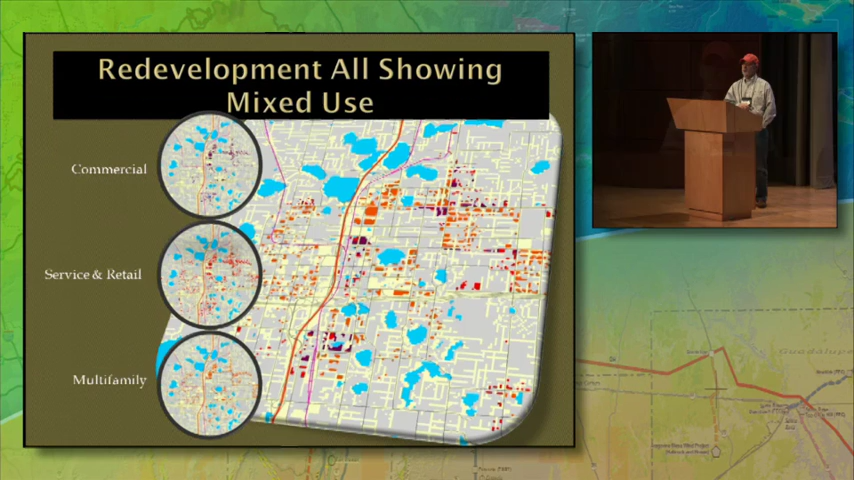 Redevelopment All Showing
Mixed Use
Commercial
Service & Retail
Multifamily